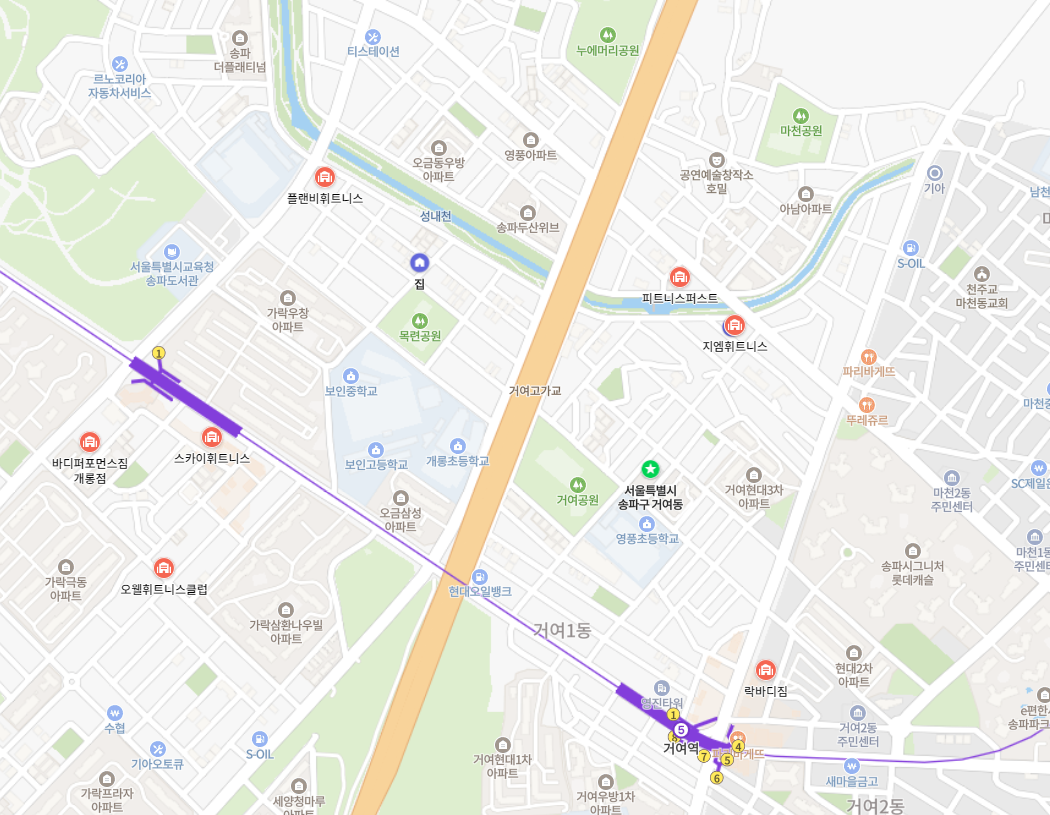 송파
더플래티넘
티스테이션
누에머리공원
르노코리아
자동차서비스
마천공원
오금동우방
아파트
영풍아파트
공연예술창작소
호밀
기아
플랜비휘트니스
성내천
송파두산위브
아남아파트
S-OIL
서울특별시교육청
송파도서관
집
피트니스퍼스트
천주교
마천동교회
가락우창
아파트
목련공원
지엠휘트니스
1
보인중학교
거여고가교
파리바게뜨
뚜레쥬르
스카이휘트니스
바디퍼포먼스짐
개롱점
보인고등학교
개롱초등학교
서울특별시
송파구 거여동
거여공원
거여현대3차
아파트
마천2동
주민센터
오금삼성
아파트
영풍초등학교
송파시그니처
롯데캐슬
가락극동
아파트
오웰휘트니스클럽
현대오일뱅크
가락삼환나우빌
아파트
거여1동
현대2차
아파트
락바디짐
수협
기아오토큐
S-OIL
1
5
거여역
4
7
5
6
거여2동
주민센터
거여현대1차
아파트
새마을금고
가락프라자
아파트
세양청마루
아파트
거여우방1차
아파트
거여2동